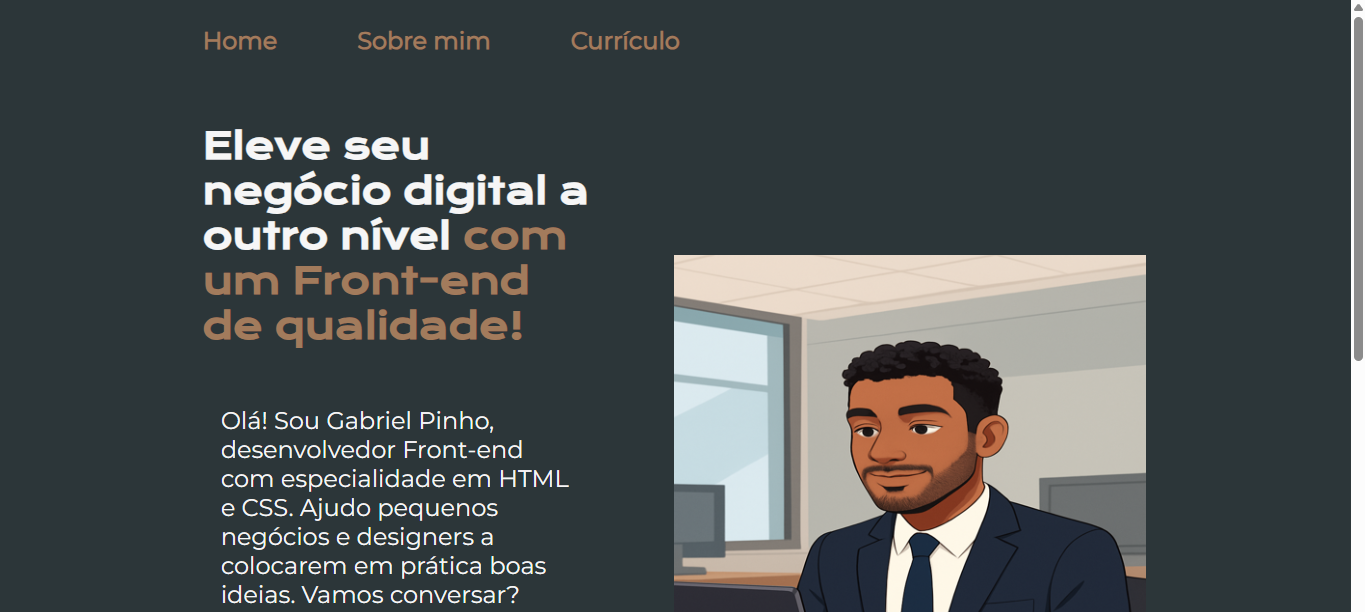 Home Sobre mim Currículo
Eleve seu
negócio digital a
outro nível com
um Front-end
de qualidade!
Olá! Sou Gabriel Pinho,
desenvolvedor Front-end
com especialidade em HTML
e CSS. Ajudo pequenos
negócios e designers a
colocarem em prática boas
ideias. Vamos conversar?